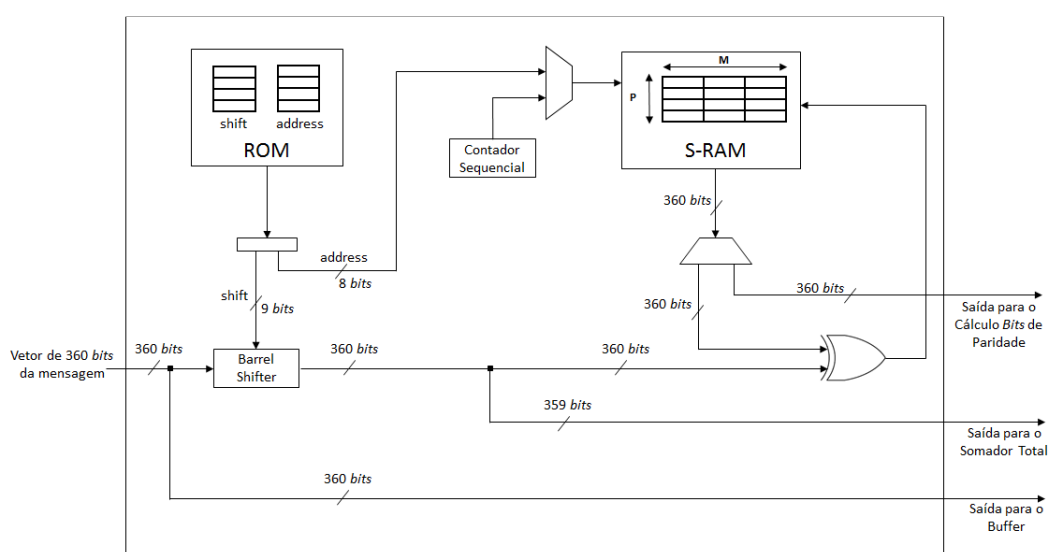 M
P
shift
address
ROM
S-RAM
Contador
Sequencial
360 bits
address
8 bits
shift
9 bits
360 bits
360 bits
Saída para o
Cálculo Bits de
Paridade
Vetor de 360 bits
da mensagem
360 bits
Barrel
Shifter
360 bits
360 bits
359 bits
Saída para o
Somador Total
360 bits
Saída para o
Buffer